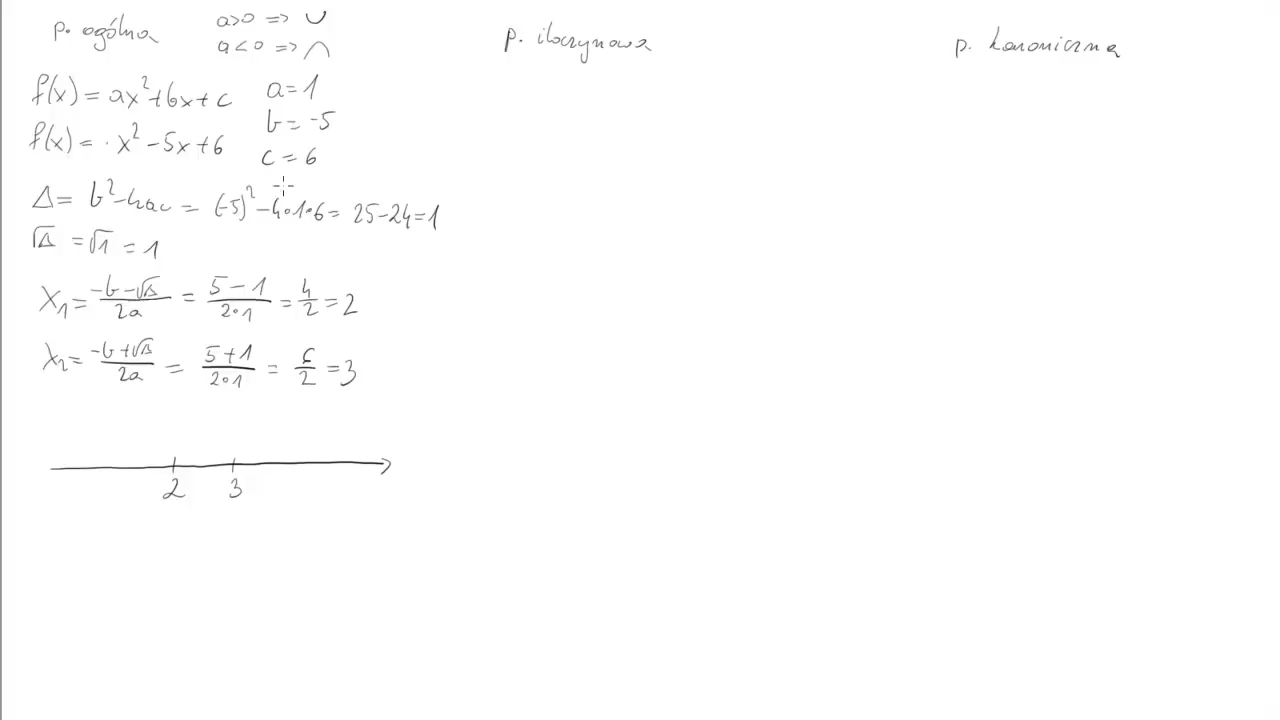 p. ogólna
a>0 => ∪
a<0 => ∩
f(x) = ax²+bx+c
f(x) = x² - 5x + 6
a = 1
b = -5
c = 6
Δ = b² - 4ac = (-5)² - 4•1•6 = 25 - 24 = 1
√Δ = √1 = 1
x₁ = (-b - √Δ)/2a = (5 - 1)/(2•1) = 4/2 = 2
x₂ = (-b + √Δ)/2a = (5 + 1)/(2•1) = 6/2 = 3
2 3
p. iloczynowa
p. kanoniczna